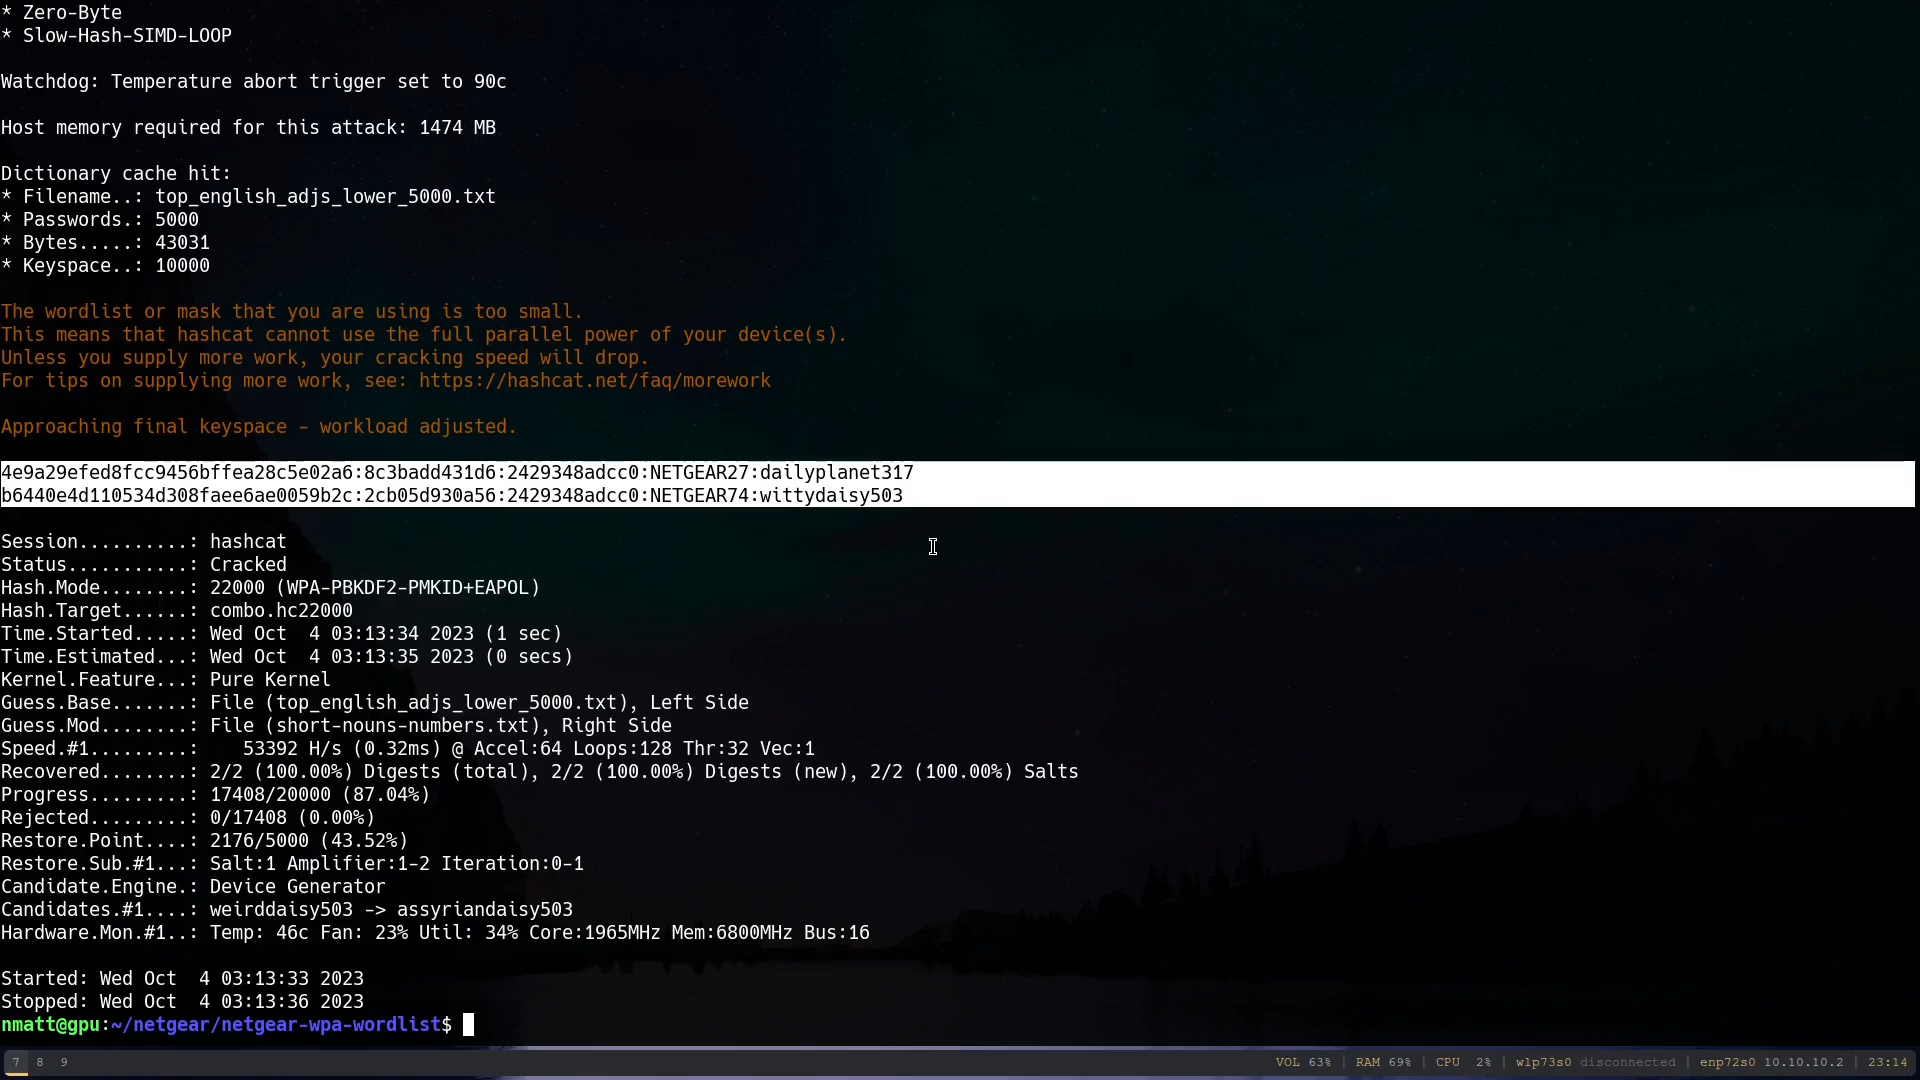 * Zero-Byte
* Slow-Hash-SIMD-LOOP
Watchdog: Temperature abort trigger set to 90c
Host memory required for this attack: 1474 MB
Dictionary cache hit:
* Filename..: top_english_adjs_lower_5000.txt
* Passwords.: 5000
* Bytes.....: 43031
* Keyspace..: 10000
The wordlist or mask that you are using is too small.
This means that hashcat cannot use the full parallel power of your device(s).
Unless you supply more work, your cracking speed will drop.
For tips on supplying more work, see: https://hashcat.net/faq/morework
Approaching final keyspace - workload adjusted.
4e9a29efed8fcc9456bffea28c5e02a6:8c3badd431d6:2429348adcc0:NETGEAR27:dailyplanet317
b6440e4d110534d308faee6ae0059b2c:2cb05d930a56:2429348adcc0:NETGEAR74:wittydaisy503
Session..........: hashcat
Status...........: Cracked
Hash.Mode........: 22000 (WPA-PBKDF2-PMKID+EAPOL)
Hash.Target......: combo.hc22000
Time.Started.....: Wed Oct  4 03:13:34 2023 (1 sec)
Time.Estimated...: Wed Oct  4 03:13:35 2023 (0 secs)
Kernel.Feature...: Pure Kernel
Guess.Base.......: File (top_english_adjs_lower_5000.txt), Left Side
Guess.Mod........: File (short-nouns-numbers.txt), Right Side
Speed.#1.........:    53392 H/s (0.32ms) @ Accel:64 Loops:128 Thr:32 Vec:1
Recovered........: 2/2 (100.00%) Digests (total), 2/2 (100.00%) Digests (new), 2/2 (100.00%) Salts
Progress.........: 17408/20000 (87.04%)
Rejected.........: 0/17408 (0.00%)
Restore.Point....: 2176/5000 (43.52%)
Restore.Sub.#1...: Salt:1 Amplifier:1-2 Iteration:0-1
Candidate.Engine.: Device Generator
Candidates.#1....: weirddaisy503 -> assyriandaisy503
Hardware.Mon.#1..: Temp: 46c Fan: 23% Util: 34% Core:1965MHz Mem:6800MHz Bus:16
Started: Wed Oct  4 03:13:33 2023
Stopped: Wed Oct  4 03:13:36 2023
nmatt@gpu:~/netgear/netgear-wpa-wordlist$
7 8 9 VOL 63% | RAM 69% | CPU 2% | wlp73s0 disconnected | enp72s0 10.10.10.2 | 23:14